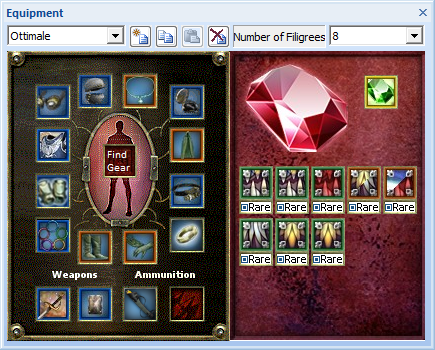 Equipment
Ottimale
Number of Filigrees
8
Find
Gear
Rare
Rare
Rare
Rare
Rare
Rare
Rare
Rare
Weapons
Ammunition